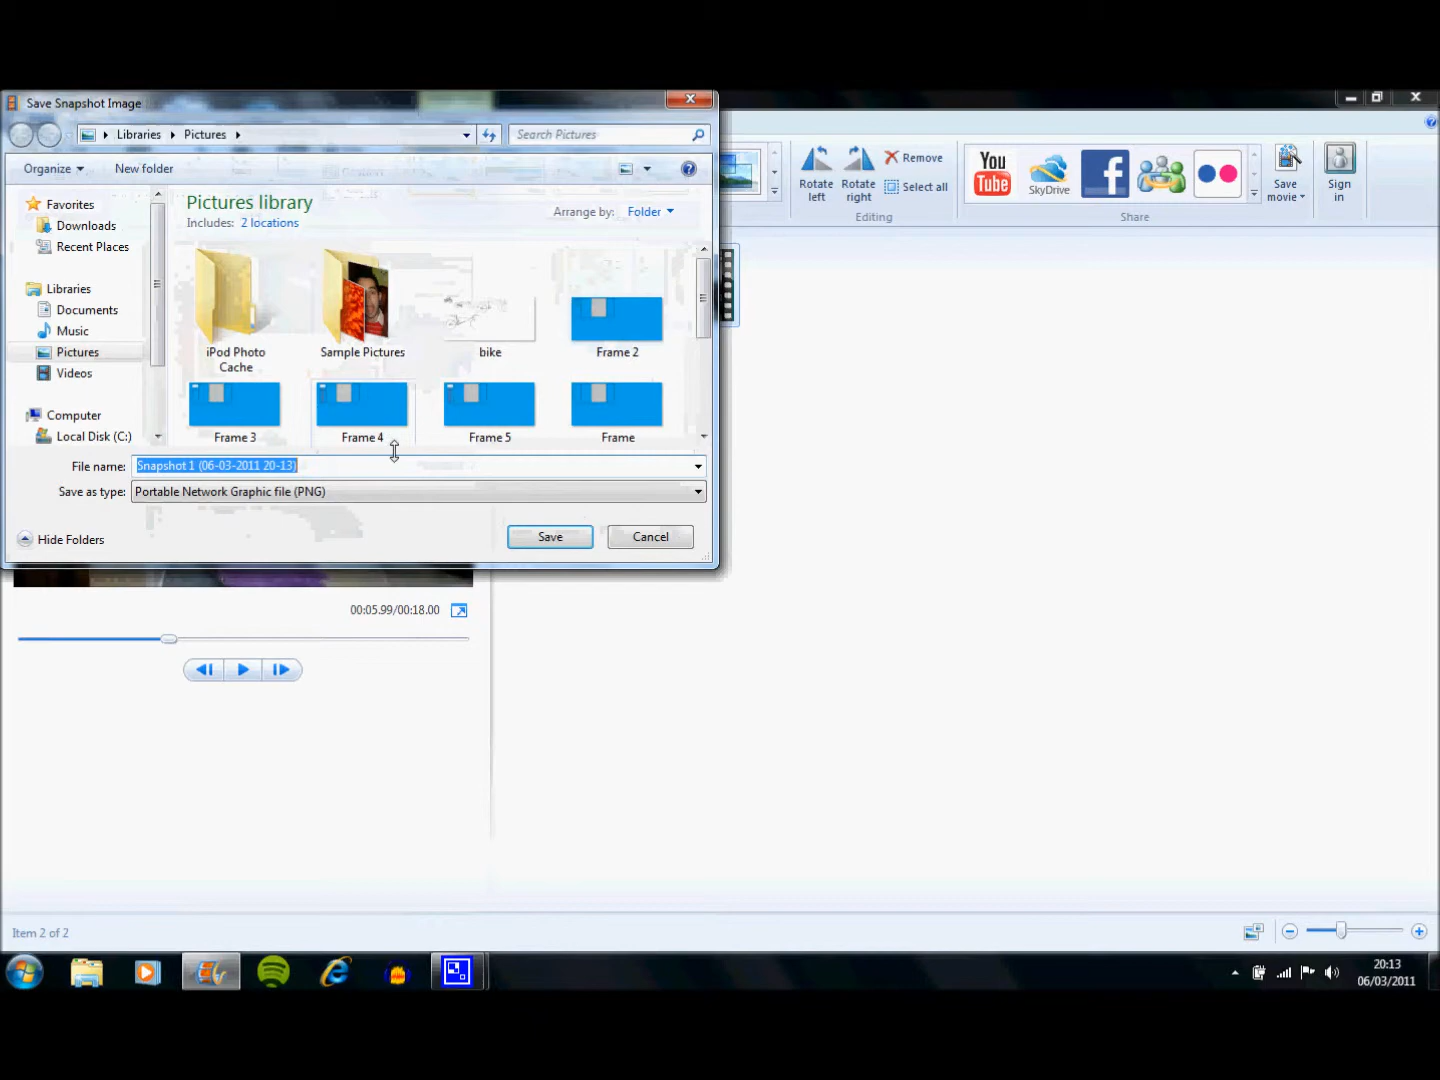 Save Snapshot Image
Libraries Pictures
Search Pictures
Organize New folder
Favorites
Downloads
Recent Places
Libraries
Documents
Music
Pictures
Videos
Computer
Local Disk (C:)
Pictures library
Includes: 2 locations
Arrange by: Folder
iPod Photo Cache
Sample Pictures
bike
Frame 2
Frame 3
Frame 4
Frame 5
Frame
File name: Snapshot 1 (06-03-2011 20-13)
Save as type: Portable Network Graphic file (PNG)
Hide Folders
Save
Cancel
Rotate left
Rotate right
Remove
Select all
Editing
You Tube
SkyDrive
Share
Save movie
Sign in
00:05.99/00:18.00
Item 2 of 2
20:13
06/03/2011